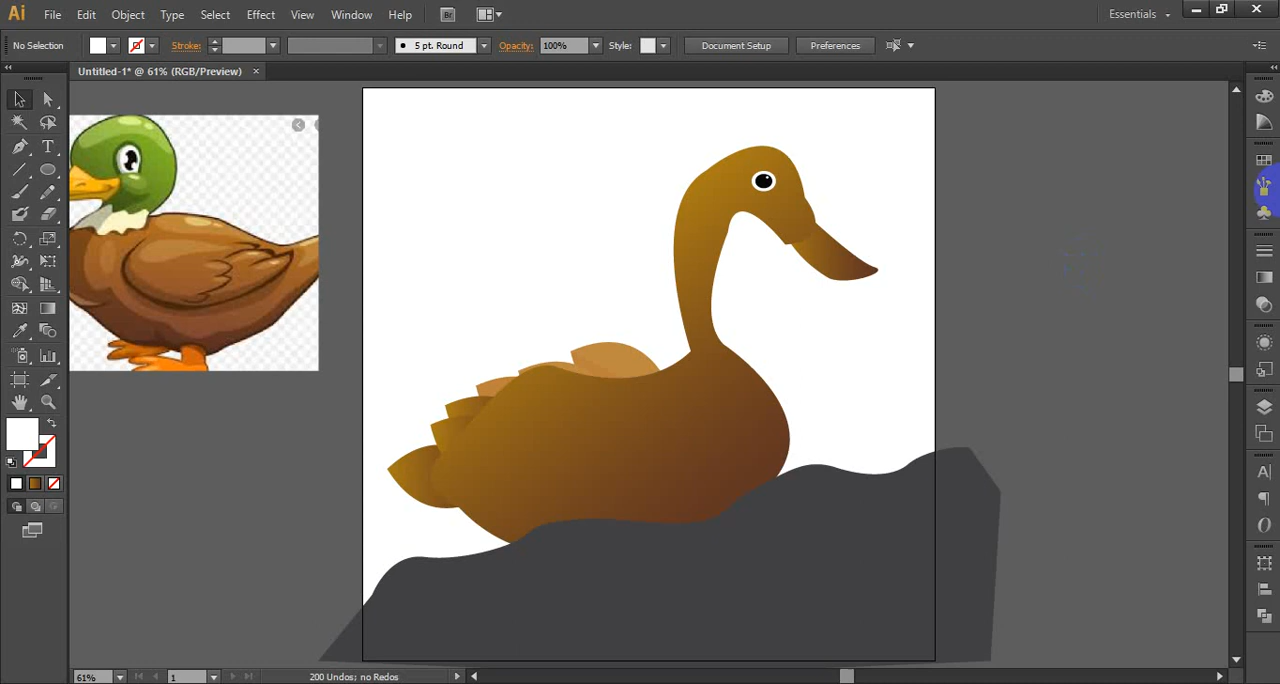 Ai File Edit Object Type Select Effect View Window Help Br Essentials
No Selection Stroke: 5 pt. Round Opacity: 100% Style: Document Setup Preferences
Untitled-1* @ 61% (RGB/Preview) ×
61% 1 200 Undos; no Redos